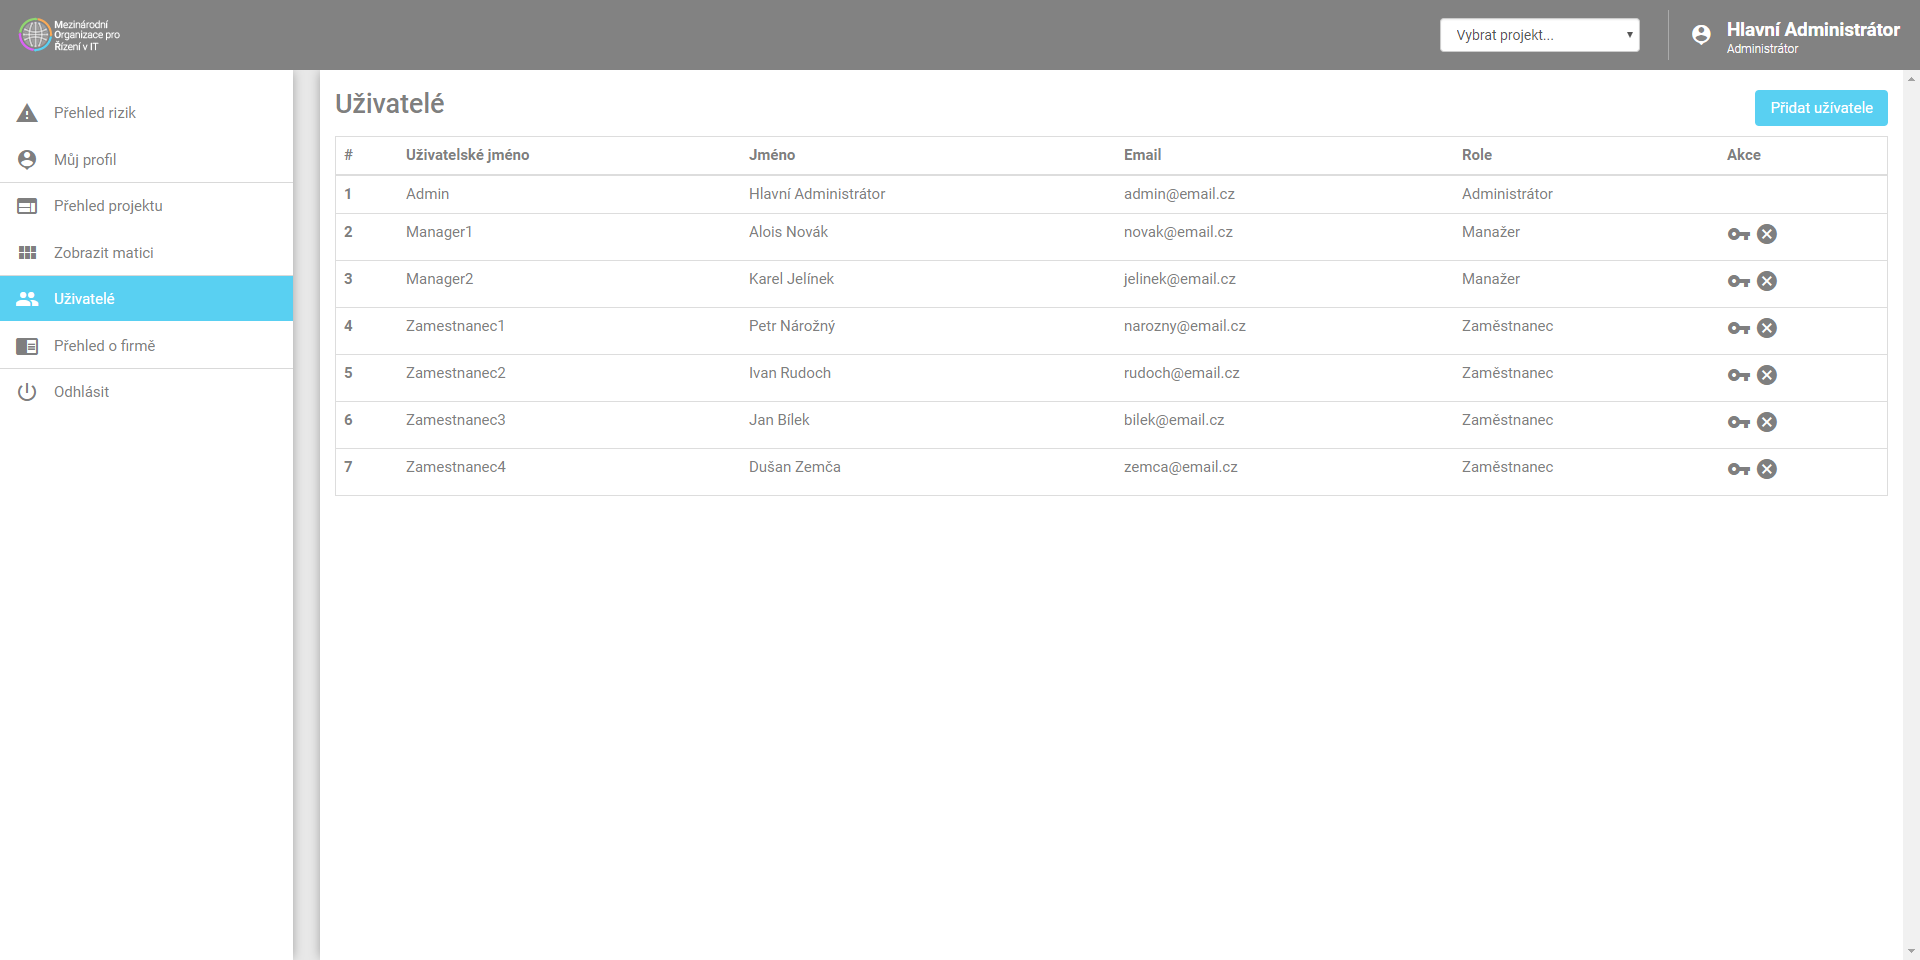 Mezinárodní
Organizace pro
Řízení v IT
Vybrat projekt...
Hlavní Administrátor
Administrátor
Přehled rizik
Můj profil
Přehled projektu
Zobrazit matici
Uživatelé
Přehled o firmě
Odhlásit
Uživatelé
Přidat užívatele
# Uživatelské jméno Jméno Email Role Akce
1 Admin Hlavní Administrátor admin@email.cz Administrátor
2 Manager1 Alois Novák novak@email.cz Manažer
3 Manager2 Karel Jelínek jelinek@email.cz Manažer
4 Zamestnanec1 Petr Nárožný narozny@email.cz Zaměstnanec
5 Zamestnanec2 Ivan Rudoch rudoch@email.cz Zaměstnanec
6 Zamestnanec3 Jan Bílek bilek@email.cz Zaměstnanec
7 Zamestnanec4 Dušan Zemča zemca@email.cz Zaměstnanec